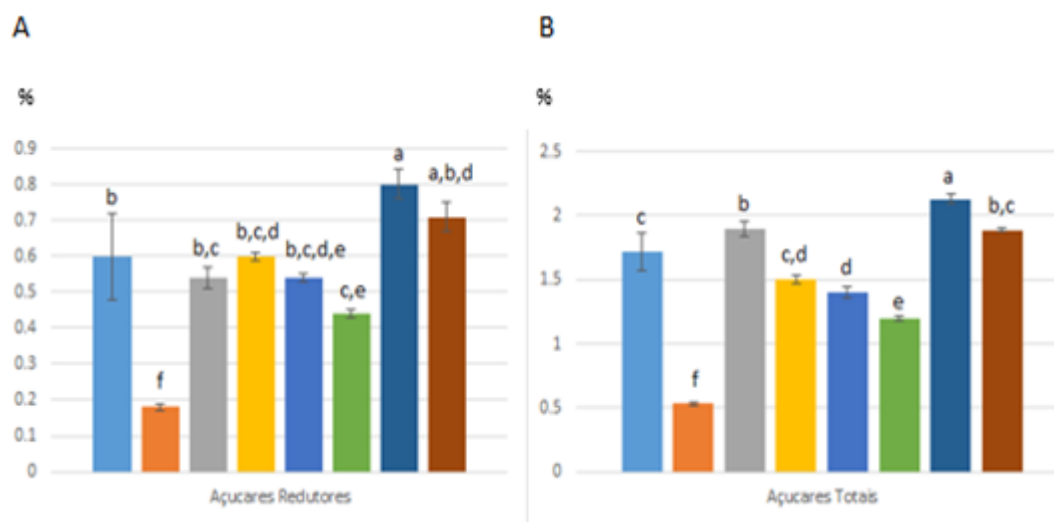 A
%
0.9
0.8
0.7
0.6
0.5
0.4
0.3
0.2
0.1
0
b
f
b,c
b,c,d
b,c,d,e
c,e
a
a,b,d
Açucares Redutores
B
%
2.5
2
1.5
1
0.5
0
c
f
b
c,d
d
e
a
b,c
Açucares Totais